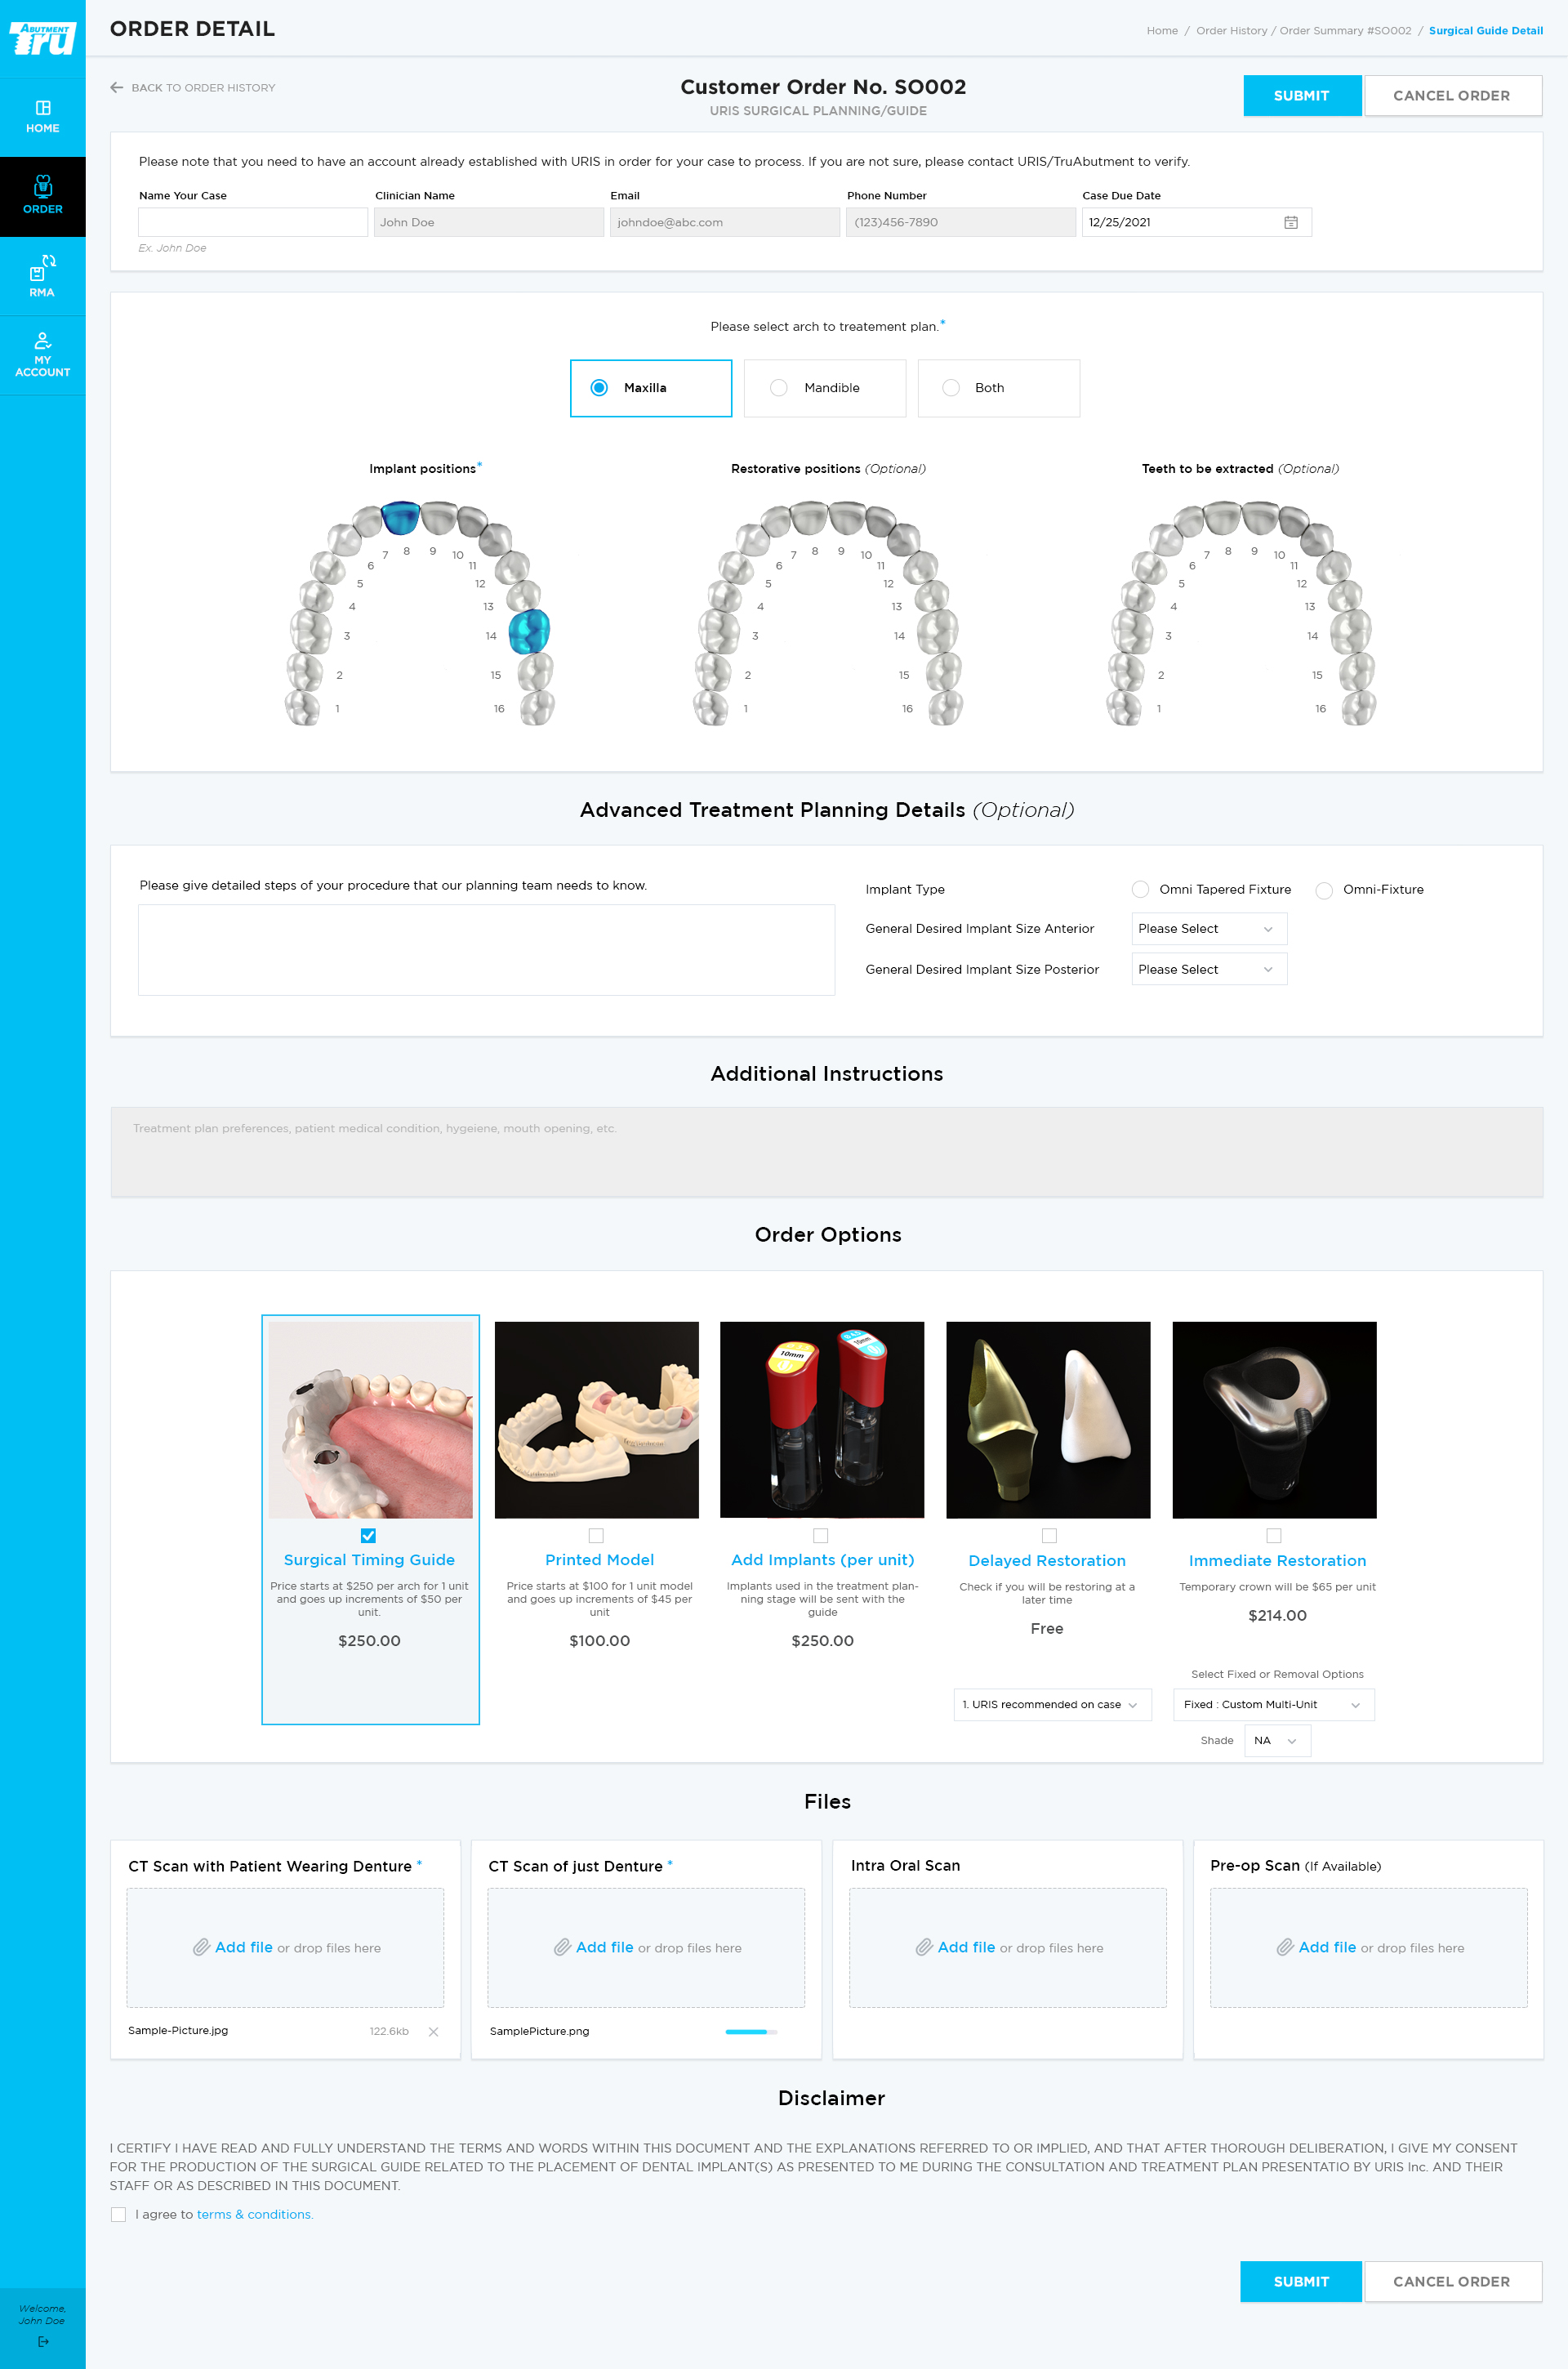 ABUTMENT
Tru
HOME
ORDER
RMA
MY
ACCOUNT
Welcome,
John Doe
ORDER DETAIL
Home / Order History / Order Summary #SO002 / Surgical Guide Detail
BACK TO ORDER HISTORY
Customer Order No. SO002
URIS SURGICAL PLANNING/GUIDE
SUBMIT
CANCEL ORDER
Please note that you need to have an account already established with URIS in order for your case to process. If you are not sure, please contact URIS/TruAbutment to verify.
Name Your Case
Clinician Name
Email
Phone Number
Case Due Date
John Doe
johndoe@abc.com
(123)456-7890
12/25/2021
Ex. John Doe
Please select arch to treatement plan.*
Maxilla
Mandible
Both
Implant positions*
7 8 9 10
6 11
5 12
4 13
3 14
2 15
1 16
Restorative positions (Optional)
7 8 9 10
6 11
5 12
4 13
3 14
2 15
1 16
Teeth to be extracted (Optional)
7 8 9 10
6 11
5 12
4 13
3 14
2 15
1 16
Advanced Treatment Planning Details (Optional)
Please give detailed steps of your procedure that our planning team needs to know.
Implant Type
Omni Tapered Fixture
Omni-Fixture
General Desired Implant Size Anterior
Please Select
General Desired Implant Size Posterior
Please Select
Additional Instructions
Treatment plan preferences, patient medical condition, hygeiene, mouth opening, etc.
Order Options
10mm
10mm
Surgical Timing Guide
Price starts at $250 per arch for 1 unit
and goes up increments of $50 per
unit.
$250.00
Printed Model
Price starts at $100 for 1 unit model
and goes up increments of $45 per
unit
$100.00
Add Implants (per unit)
Implants used in the treatment plan-
ning stage will be sent with the
guide
$250.00
Delayed Restoration
Check if you will be restoring at a
later time
Free
1. URIS recommended on case
Immediate Restoration
Temporary crown will be $65 per unit
$214.00
Select Fixed or Removal Options
Fixed : Custom Multi-Unit
Shade
NA
Files
CT Scan with Patient Wearing Denture *
Add file or drop files here
Sample-Picture.jpg
122.6kb
CT Scan of just Denture *
Add file or drop files here
SamplePicture.png
Intra Oral Scan
Add file or drop files here
Pre-op Scan (If Available)
Add file or drop files here
Disclaimer
I CERTIFY I HAVE READ AND FULLY UNDERSTAND THE TERMS AND WORDS WITHIN THIS DOCUMENT AND THE EXPLANATIONS REFERRED TO OR IMPLIED, AND THAT AFTER THOROUGH DELIBERATION, I GIVE MY CONSENT
FOR THE PRODUCTION OF THE SURGICAL GUIDE RELATED TO THE PLACEMENT OF DENTAL IMPLANT(S) AS PRESENTED TO ME DURING THE CONSULTATION AND TREATMENT PLAN PRESENTATIO BY URIS Inc. AND THEIR
STAFF OR AS DESCRIBED IN THIS DOCUMENT.
I agree to terms & conditions.
SUBMIT
CANCEL ORDER